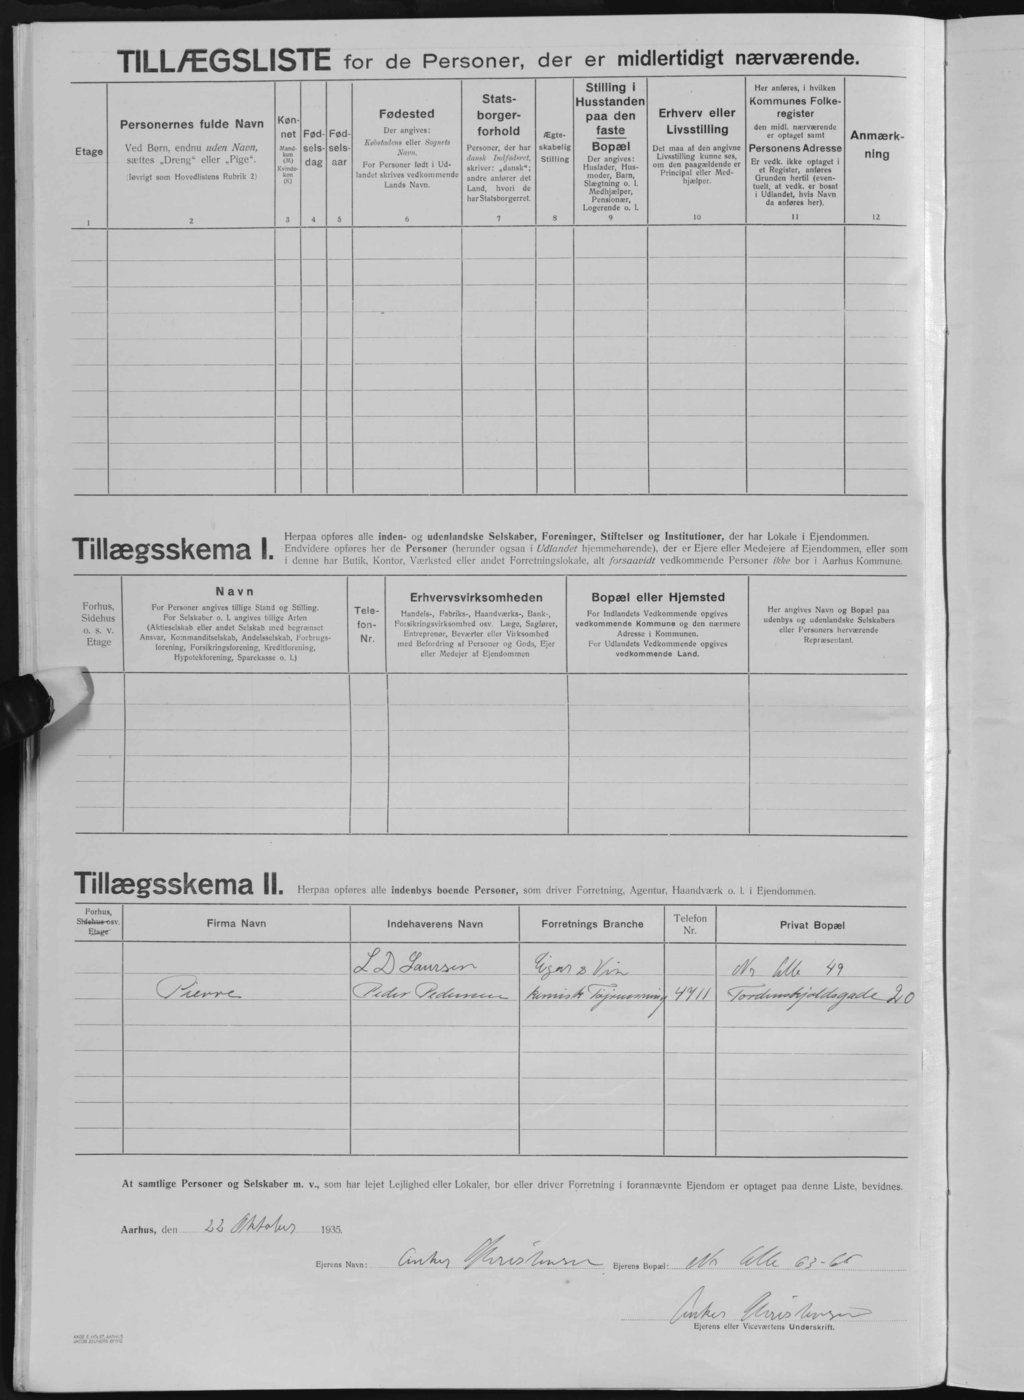 TILLÆGSLISTE for de Personer, der er midlertidigt nærværende.
Etage
1
Personernes fulde Navn
Ved Børn, endnu uden Navn,
sættes „Dreng“ eller „Pige“.
(Iøvrigt som Hovedlistens Rubrik 2)
2
Køn-
net
Mand-
køn
(M)
Kvinde-
køn
(K)
3
Fød-
sels-
dag
4
Fød-
sels-
aar
5
Fødested
Der angives:
Købstadens eller Sognets
Navn.
For Personer født i Ud-
landet skrives vedkommende
Lands Navn.
6
Stats-
borger-
forhold
Personer, der har
dansk Indfødsret,
skriver: „dansk“;
andre anfører det
Land, hvori de
har Statsborgerret.
7
Ægte-
skabelig
Stilling
8
Stilling i
Husstanden
paa den
faste
Bopæl
Der angives:
Husfader, Hus-
moder, Barn,
Slægtning o. l.
Medhjælper,
Pensionær,
Logerende o. l.
9
Erhverv eller
Livsstilling
Det maa af den angivne
Livsstilling kunne ses,
om den paagældende er
Principal eller Med-
hjælper.
10
Her anføres, i hvilken
Kommunes Folke-
register
den midl. nærværende
er optaget samt
Personens Adresse
Er vedk. ikke optaget i
et Register, anføres
Grunden hertil (even-
tuelt, at vedk. er bosat
i Udlandet, hvis Navn
da anføres her).
11
Anmærk-
ning
12
Tillægsskema I.
Herpaa opføres alle inden- og udenlandske Selskaber, Foreninger, Stiftelser og Institutioner, der har Lokale i Ejendommen.
Endvidere opføres her de Personer (herunder ogsaa i Udlandet hjemmehørende), der er Ejere eller Medejere af Ejendommen, eller som
i denne har Butik, Kontor, Værksted eller andet Forretningslokale, alt forsaavidt vedkommende Personer ikke bor i Aarhus Kommune.
Forhus,
Sidehus
o. s. v.
Etage
Navn
For Personer angives tillige Stand og Stilling.
For Selskaber o. l. angives tillige Arten
(Aktieselskab eller andet Selskab med begrænset
Ansvar, Kommanditselskab, Andelsselskab, Forbrugs-
forening, Forsikringsforening, Kreditforening,
Hypotekforening, Sparekasse o. l.)
Tele-
fon-
Nr.
Erhvervsvirksomheden
Handels-, Fabriks-, Haandværks-, Bank-,
Forsikringsvirksomhed osv. Læge, Sagfører,
Entreprenør, Beværter eller Virksomhed
med Befordring af Personer og Gods, Ejer
eller Medejer af Ejendommen
Bopæl eller Hjemsted
For Indlandets Vedkommende opgives
vedkommende Kommune og den nærmere
Adresse i Kommunen.
For Udlandets Vedkommende opgives
vedkommende Land.
Her angives Navn og Bopæl paa
udenbys og udenlandske Selskabers
eller Personers herværende
Repræsentant.
Tillægsskema II.
Herpaa opføres alle indenbys boende Personer, som driver Forretning, Agentur, Haandværk o. l. i Ejendommen.
Forhus,
Sidehus osv.
Etage
Firma Navn
Indehaverens Navn
Forretnings Branche
Telefon
Nr.
Privat Bopæl
L D Laursen Cigar & Vin Nr Alle 49
Pierre Peder Pedersen kemisk Tøjrensning 4711 Tordenskjoldsgade 20
At samtlige Personer og Selskaber m. v., som har lejet Lejlighed eller Lokaler, bor eller driver Forretning i forannævnte Ejendom er optaget paa denne Liste, bevidnes.
Aarhus, den 22 Oktober 1935.
Ejerens Navn: Anker Christensen Ejerens Bopæl: Nr Alle 63-65
Anker Christensen
Ejerens eller Viceværtens Underskrift.